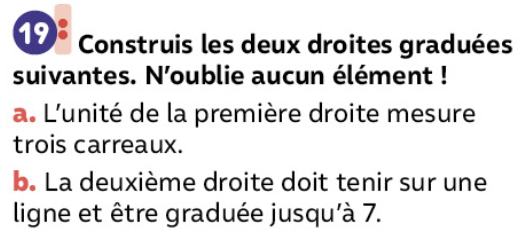 19 Construis les deux droites graduées
suivantes. N’oublie aucun élément !
a. L’unité de la première droite mesure
trois carreaux.
b. La deuxième droite doit tenir sur une
ligne et être graduée jusqu’à 7.